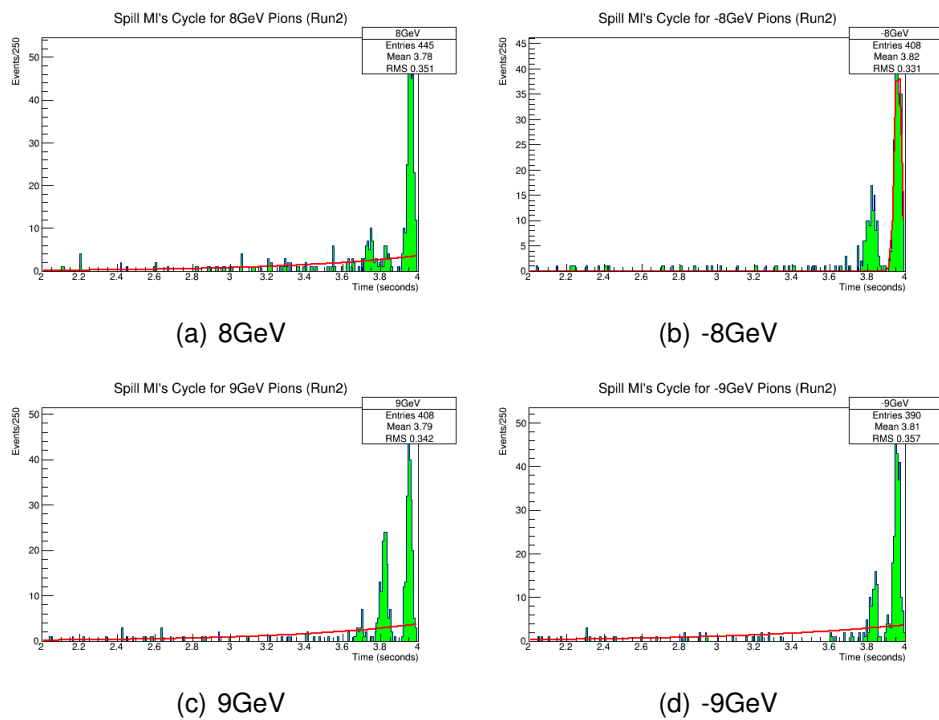 Spill MI's Cycle for 8GeV Pions (Run2)
8GeV
Entries 445
Mean 3.78
RMS 0.351
Events/250
50
40
30
20
10
0
2 2.2 2.4 2.6 2.8 3 3.2 3.4 3.6 3.8 4
Time (seconds)
(a) 8GeV
Spill MI's Cycle for -8GeV Pions (Run2)
-8GeV
Entries 408
Mean 3.82
RMS 0.331
Events/250
45
40
35
30
25
20
15
10
5
0
2 2.2 2.4 2.6 2.8 3 3.2 3.4 3.6 3.8 4
Time (seconds)
(b) -8GeV
Spill MI's Cycle for 9GeV Pions (Run2)
9GeV
Entries 408
Mean 3.79
RMS 0.342
Events/250
50
40
30
20
10
0
2 2.2 2.4 2.6 2.8 3 3.2 3.4 3.6 3.8 4
Time (seconds)
(c) 9GeV
Spill MI's Cycle for -9GeV Pions (Run2)
-9GeV
Entries 390
Mean 3.81
RMS 0.357
Events/250
50
40
30
20
10
0
2 2.2 2.4 2.6 2.8 3 3.2 3.4 3.6 3.8 4
Time (seconds)
(d) -9GeV